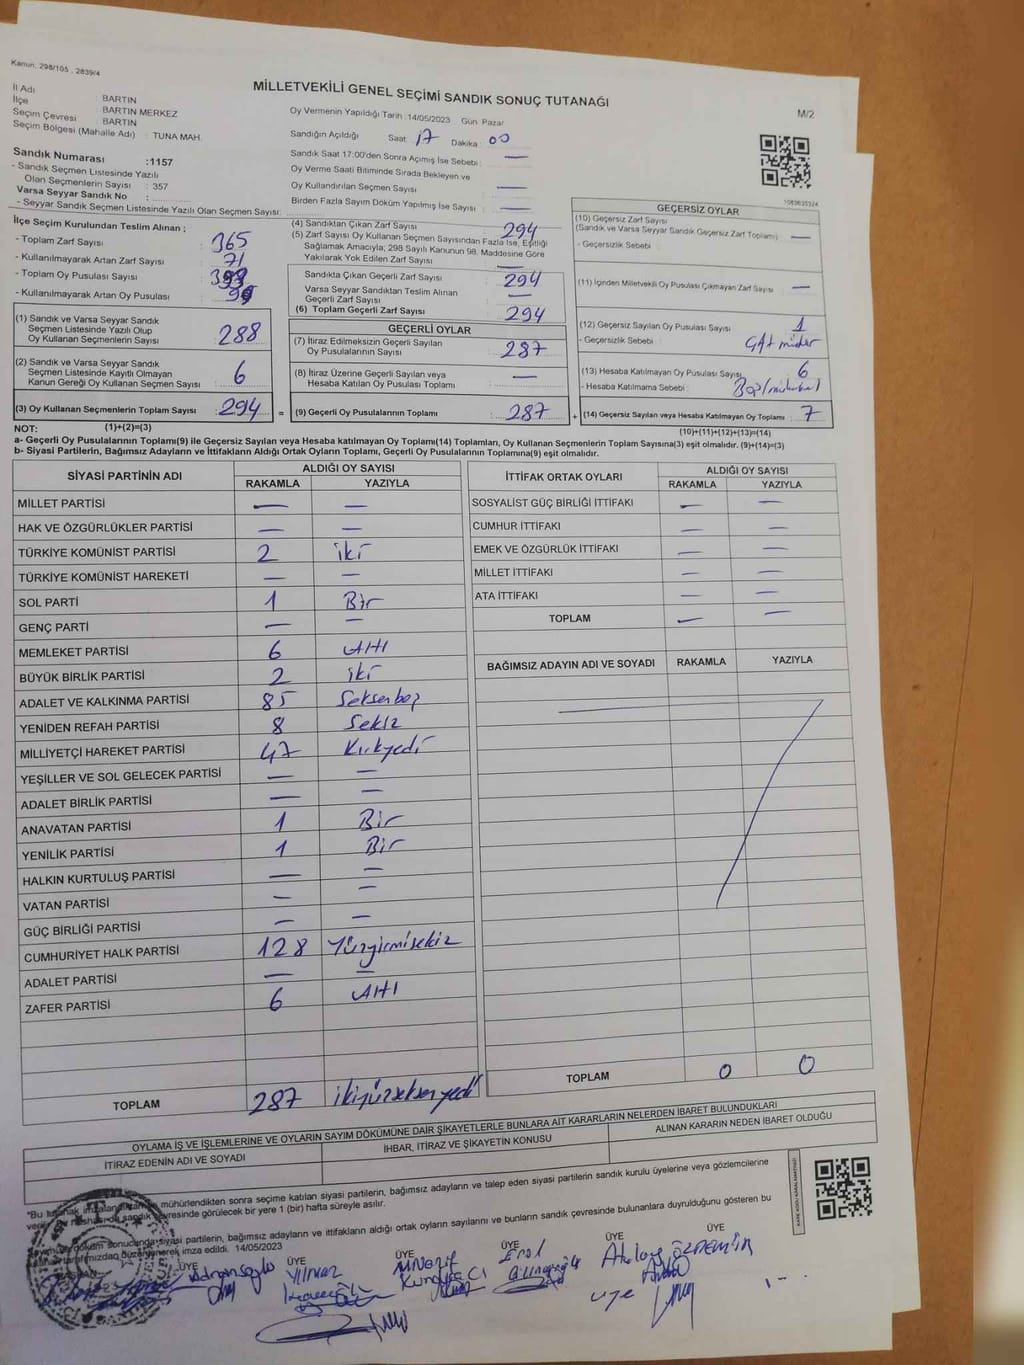 Kanun, 298/105 , 2839/4
MİLLETVEKİLİ GENEL SEÇİMİ SANDIK SONUÇ TUTANAĞI
M/2
İl Adı BARTIN
İlçe BARTIN MERKEZ
Seçim Çevresi : BARTIN
Seçim Bölgesi (Mahalle Adı) : TUNA MAH.
Sandık Numarası :1157
- Sandık Seçmen Listesinde Yazılı
Olan Seçmenlerin Sayısı : 357
Varsa Seyyar Sandık No :
- Seyyar Sandık Seçmen Listesinde Yazılı Olan Seçmen Sayısı:
Oy Vermenin Yapıldığı Tarih :14/05/2023 Gün: Pazar
Sandığın Açıldığı Saat 17 Dakika : 00
Sandık Saat 17:00'den Sonra Açımış İse Sebebi : —
Oy Verme Saati Bitiminde Sırada Bekleyen ve
Oy Kullandırılan Seçmen Sayısı —
Birden Fazla Sayım Döküm Yapılmış İse Sayısı : —
1083635324
İlçe Seçim Kurulundan Teslim Alınan ;
- Toplam Zarf Sayısı : 365
- Kullanılmayarak Artan Zarf Sayısı : 71
- Toplam Oy Pusulası Sayısı :
- Kullanılmayarak Artan Oy Pusulası :
(1) Sandık ve Varsa Seyyar Sandık
Seçmen Listesinde Yazılı Olup
Oy Kullanan Seçmenlerin Sayısı : 288
(2) Sandık ve Varsa Seyyar Sandık
Seçmen Listesinde Kayıtlı Olmayan
Kanun Gereği Oy Kullanan Seçmen Sayısı : 6
(3) Oy Kullanan Seçmenlerin Toplam Sayısı : 294 =
(4) Sandıktan Çıkan Zarf Sayısı : 294
(5) Zarf Sayısı Oy Kullanan Seçmen Sayısından Fazla İse, Eşitliği
Sağlamak Amacıyla; 298 Sayılı Kanunun 98. Maddesine Göre
Yakılarak Yok Edilen Zarf Sayısı : —
Sandıkta Çıkan Geçerli Zarf Sayısı : 294
Varsa Seyyar Sandıktan Teslim Alınan
Geçerli Zarf Sayısı : —
(6) Toplam Geçerli Zarf Sayısı : 294
GEÇERLİ OYLAR
(7) İtiraz Edilmeksizin Geçerli Sayılan
Oy Pusulalarının Sayısı : 287
(8) İtiraz Üzerine Geçerli Sayılan veya
Hesaba Katılan Oy Pusulası Toplamı : —
(9) Geçerli Oy Pusulalarının Toplamı : 287 +
GEÇERSİZ OYLAR
(10) Geçersiz Zarf Sayısı
(Sandık ve Varsa Seyyar Sandık Geçersiz Zarf Toplamı) : —
- Geçersizlik Sebebi :
(11) İçinden Milletvekili Oy Pusulası Çıkmayan Zarf Sayısı : —
(12) Geçersiz Sayılan Oy Pusulası Sayısı : 1
- Geçersizlik Sebebi :
(13) Hesaba Katılmayan Oy Pusulası Sayısı : 6
- Hesaba Katılmama Sebebi :
(14) Geçersiz Sayılan veya Hesaba Katılmayan Oy Toplamı : 7
NOT: (1)+(2)=(3) (10)+(11)+(12)+(13)=(14)
a- Geçerli Oy Pusulalarının Toplamı(9) ile Geçersiz Sayılan veya Hesaba katılmayan Oy Toplamı(14) Toplamları, Oy Kullanan Seçmenlerin Toplam Sayısına(3) eşit olmalıdır. (9)+(14)=(3)
b- Siyasi Partilerin, Bağımsız Adayların ve İttifakların Aldığı Ortak Oyların Toplamı, Geçerli Oy Pusulalarının Toplamına(9) eşit olmalıdır.
SİYASİ PARTİNİN ADI ALDIĞI OY SAYISI
RAKAMLA YAZIYLA
MİLLET PARTİSİ — —
HAK VE ÖZGÜRLÜKLER PARTİSİ — —
TÜRKİYE KOMÜNİST PARTİSİ 2 iki
TÜRKİYE KOMÜNİST HAREKETİ — —
SOL PARTİ 1 Bir
GENÇ PARTİ — —
MEMLEKET PARTİSİ 6 Altı
BÜYÜK BİRLİK PARTİSİ 2 iki
ADALET VE KALKINMA PARTİSİ 85 Seksenbeş
YENİDEN REFAH PARTİSİ 8 Sekiz
MİLLİYETÇİ HAREKET PARTİSİ 47 Kırkyedi
YEŞİLLER VE SOL GELECEK PARTİSİ — —
ADALET BİRLİK PARTİSİ — —
ANAVATAN PARTİSİ 1 Bir
YENİLİK PARTİSİ 1 Bir
HALKIN KURTULUŞ PARTİSİ — —
VATAN PARTİSİ — —
GÜÇ BİRLİĞİ PARTİSİ — —
CUMHURİYET HALK PARTİSİ 128 Yüzyirmisekiz
ADALET PARTİSİ — —
ZAFER PARTİSİ 6 Altı
TOPLAM 287 ikiyüzseksenyedi
İTTİFAK ORTAK OYLARI ALDIĞI OY SAYISI
RAKAMLA YAZIYLA
SOSYALİST GÜÇ BİRLİĞİ İTTİFAKI — —
CUMHUR İTTİFAKI — —
EMEK VE ÖZGÜRLÜK İTTİFAKI — —
MİLLET İTTİFAKI — —
ATA İTTİFAKI — —
TOPLAM — —
BAĞIMSIZ ADAYIN ADI VE SOYADI RAKAMLA YAZIYLA
TOPLAM 0 0
OYLAMA İŞ VE İŞLEMLERİNE VE OYLARIN SAYIM DÖKÜMÜNE DAİR ŞİKAYETLERLE BUNLARA AİT KARARLARIN NELERDEN İBARET BULUNDUKLARI
İTİRAZ EDENİN ADI VE SOYADI İHBAR, İTİRAZ VE ŞİKAYETİN KONUSU ALINAN KARARIN NEDEN İBARET OLDUĞU
mühürlendikten sonra seçime katılan siyasi partilerin, bağımsız adayların ve talep eden siyasi partilerin sandık kurulu üyelerine veya gözlemcilerine
çevresinde görülecek bir yere 1 (bir) hafta süreyle asılır.
siyasi partilerin, bağımsız adayların ve ittifakların aldığı ortak oyların sayılarını ve bunların sandık çevresinde bulunanlara duyrulduğunu gösteren bu
düzenlenerek imza edildi. 14/05/2023
ÜYE ÜYE ÜYE ÜYE ÜYE ÜYE
Yılmaz Erol ÖZDEMİR
üye